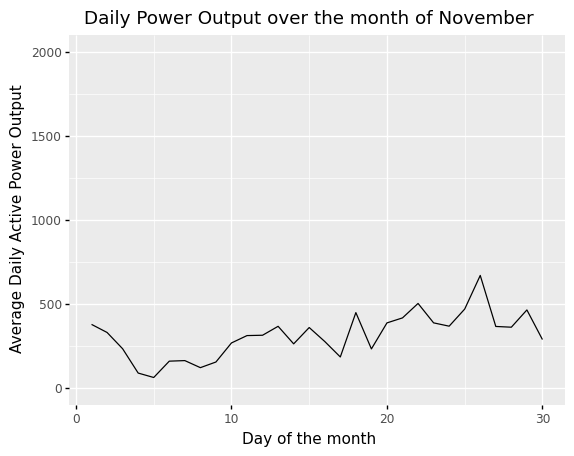 Daily Power Output over the month of November
2000
1500
1000
500
0
Average Daily Active Power Output
0 10 20 30
Day of the month